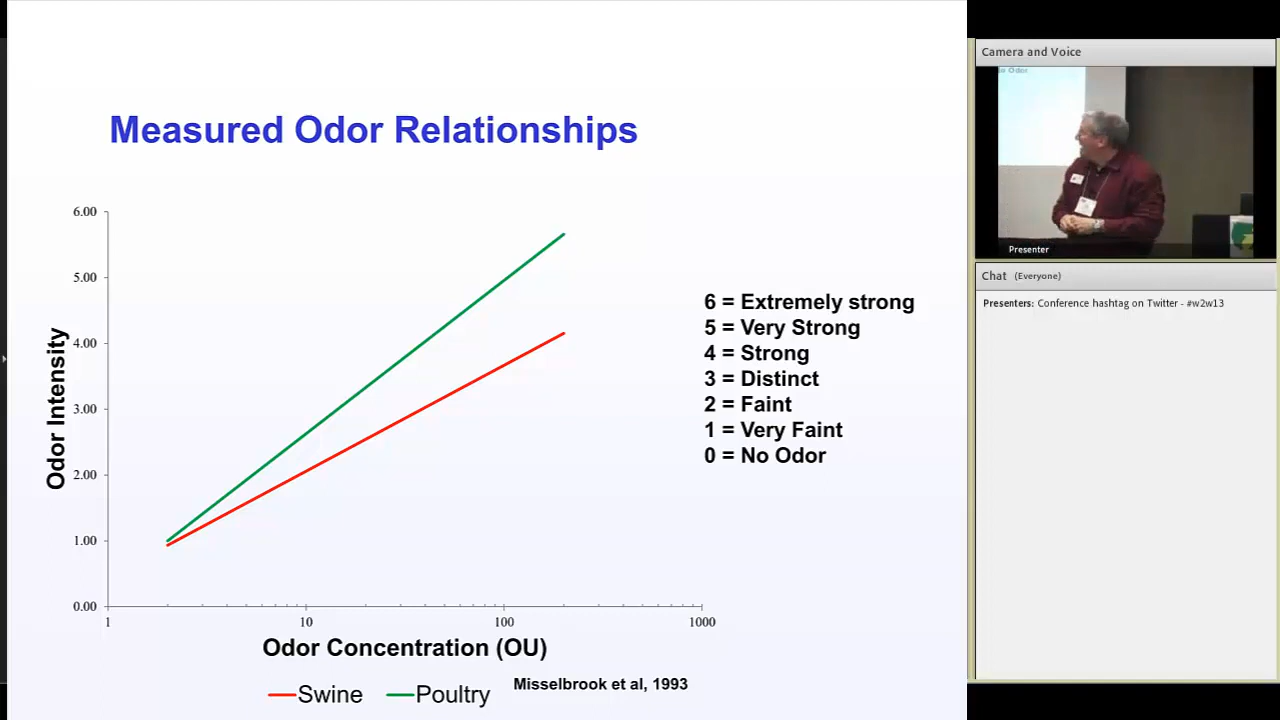 Measured Odor Relationships
6.00
5.00
4.00
3.00
2.00
1.00
0.00
Odor Intensity
1
10
100
1000
Odor Concentration (OU)
Swine
Poultry
Misselbrook et al, 1993
6 = Extremely strong
5 = Very Strong
4 = Strong
3 = Distinct
2 = Faint
1 = Very Faint
0 = No Odor
Camera and Voice
Odor
Presenter
Chat (Everyone)
Presenters: Conference hashtag on Twitter - #w2w13